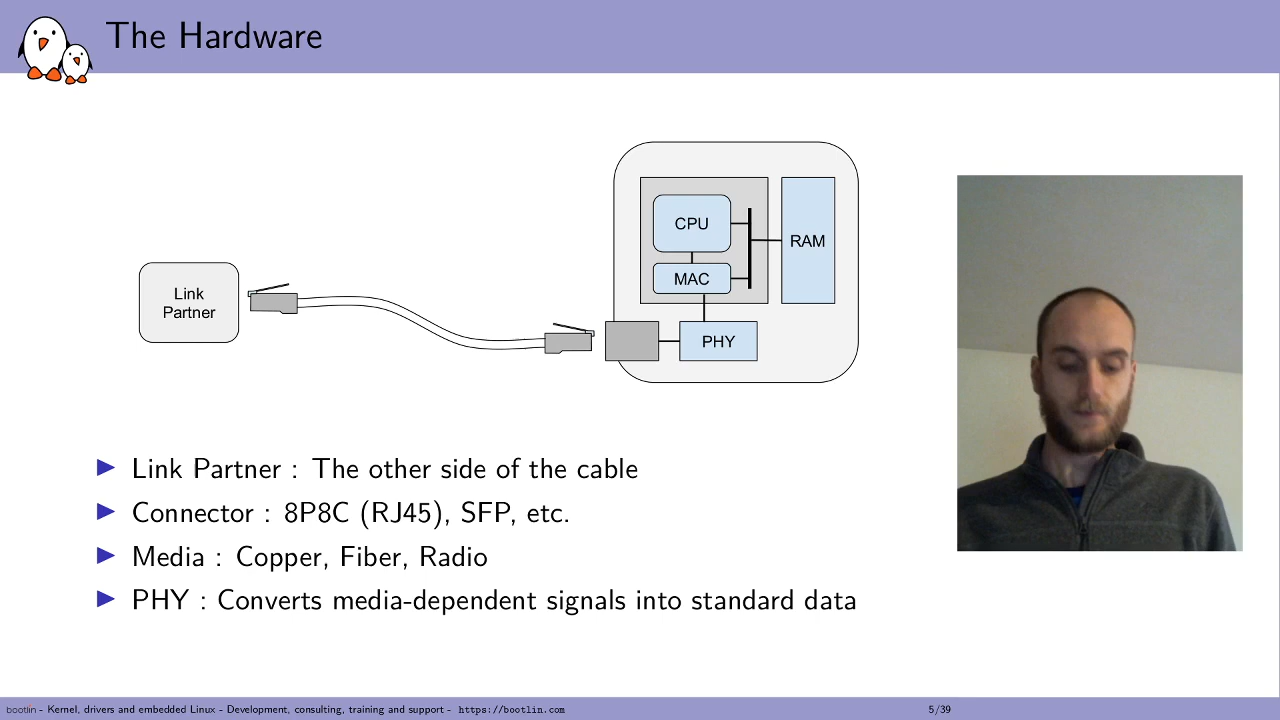 The Hardware
CPU
MAC
RAM
Link
Partner
PHY
Link Partner : The other side of the cable
Connector : 8P8C (RJ45), SFP, etc.
Media : Copper, Fiber, Radio
PHY : Converts media-dependent signals into standard data
bootlin - Kernel, drivers and embedded Linux - Development, consulting, training and support - https://bootlin.com
5/39